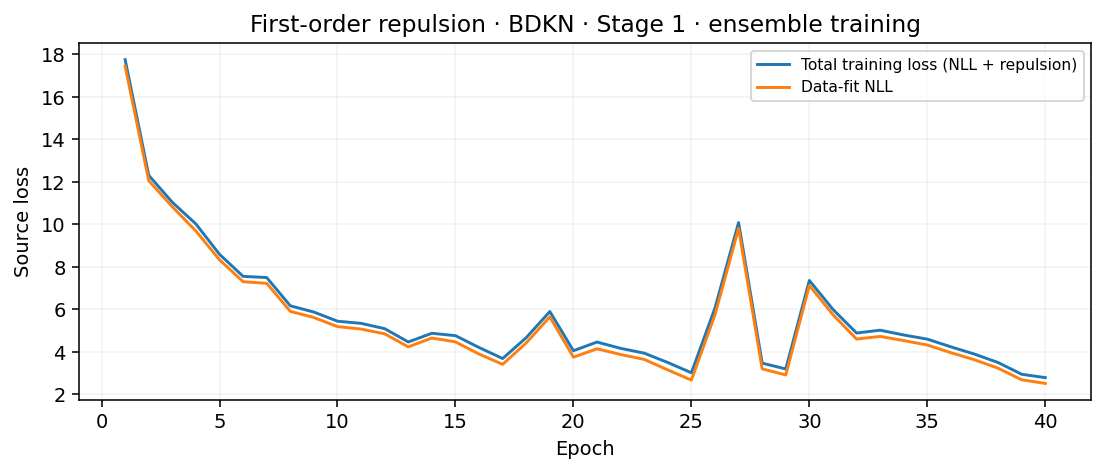 First-order repulsion · BDKN · Stage 1 · ensemble training
Total training loss (NLL + repulsion)
Data-fit NLL
Source loss
18
16
14
12
10
8
6
4
2
0 5 10 15 20 25 30 35 40
Epoch